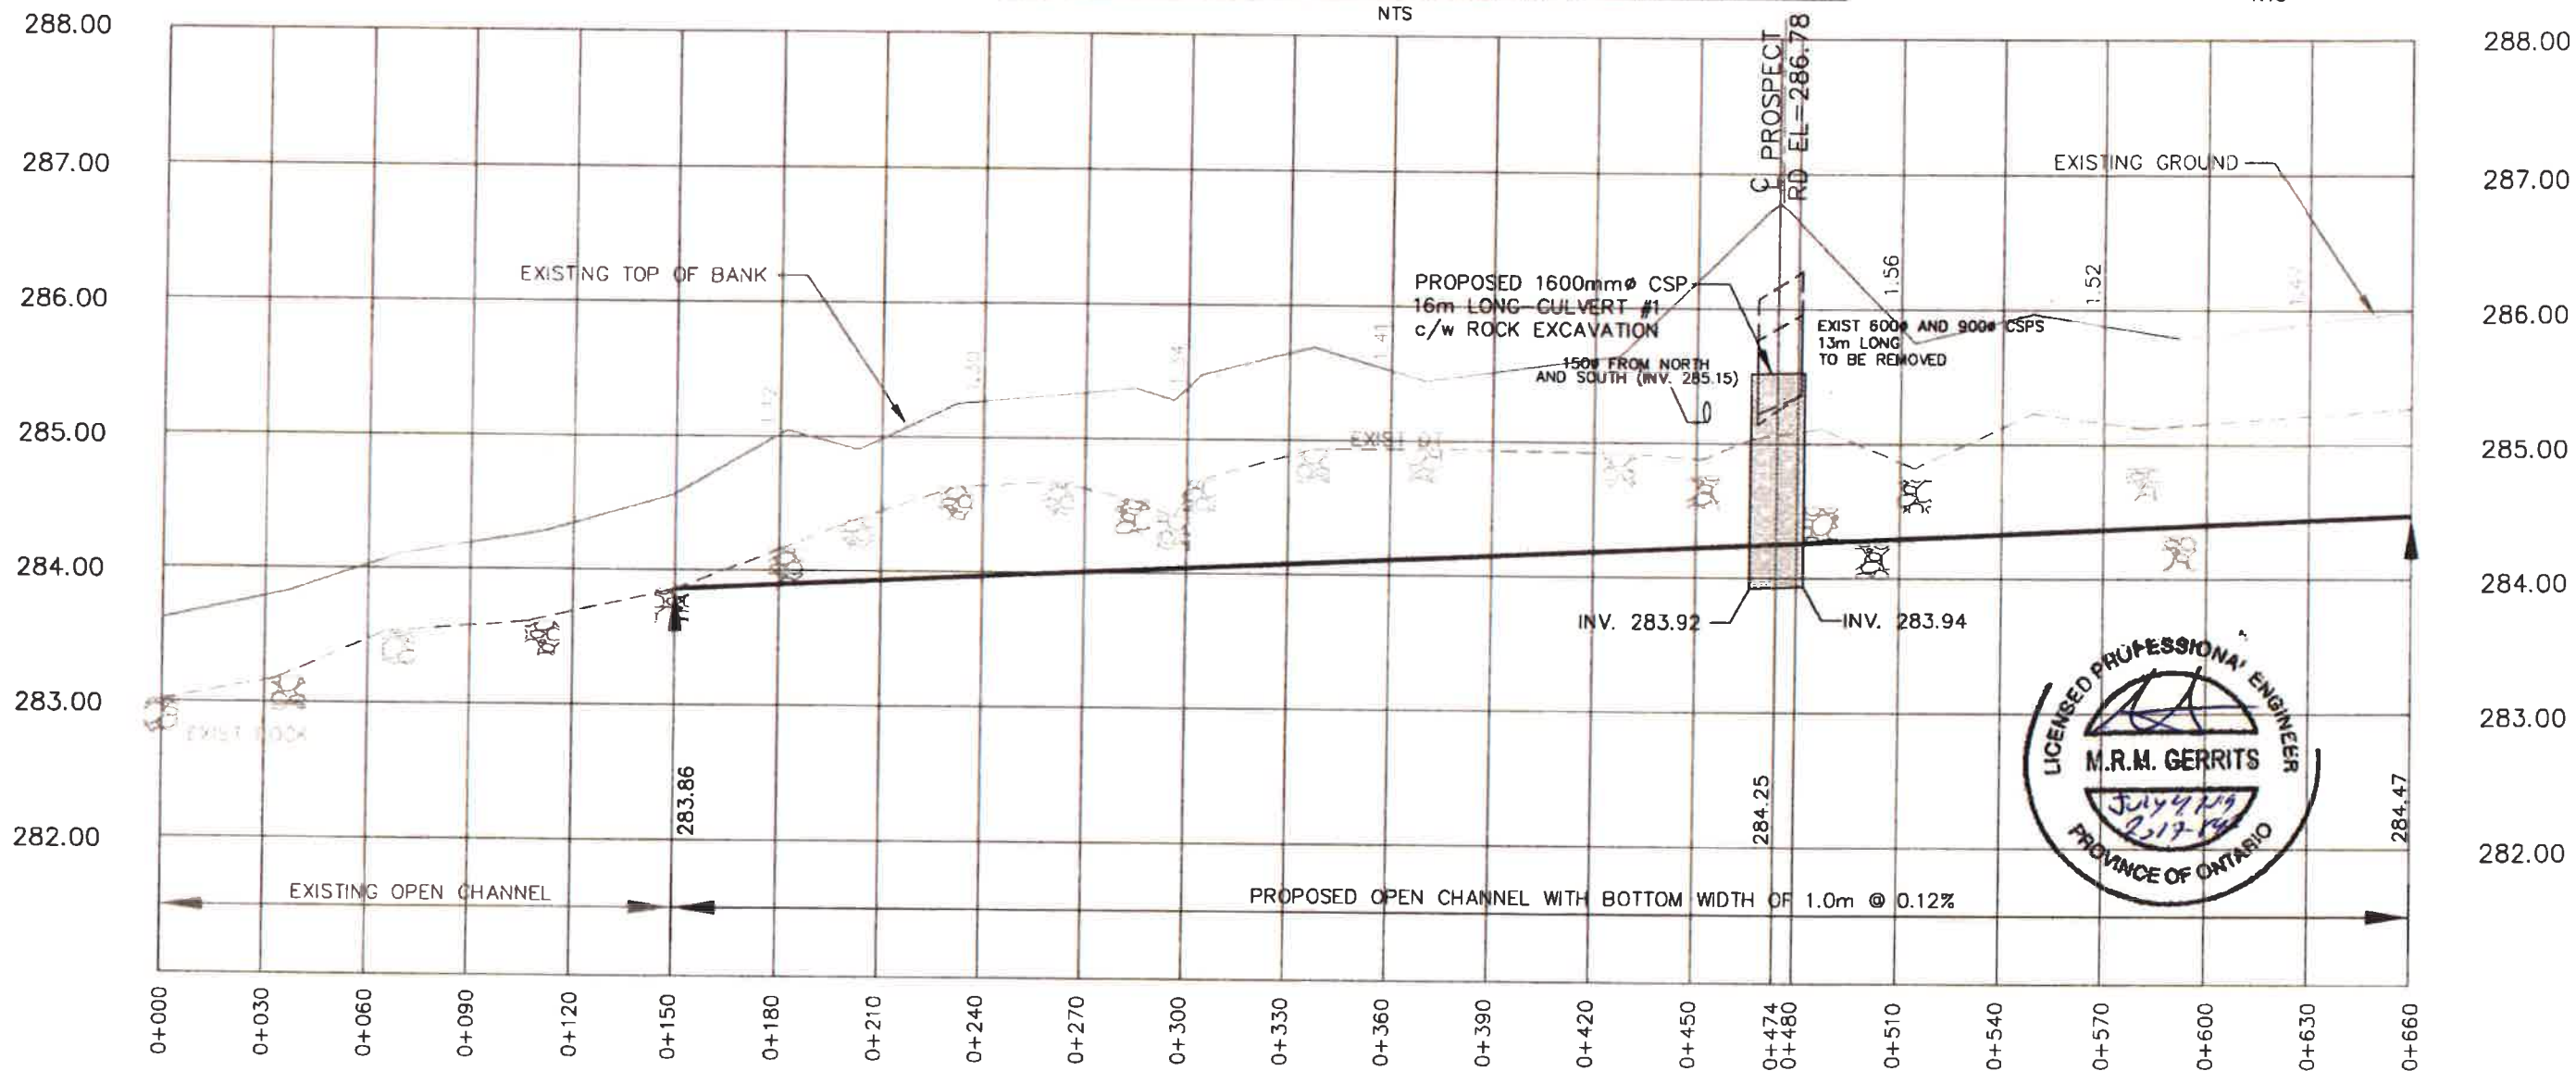 NTS
288.00
287.00
286.00
285.00
284.00
283.00
282.00
288.00
287.00
286.00
285.00
284.00
283.00
282.00
℄ PROSPECT
RD EL=286.78
EXISTING GROUND
EXISTING TOP OF BANK
PROPOSED 1600mmø CSP
16m LONG-CULVERT #1
c/w ROCK EXCAVATION
150ø FROM NORTH
AND SOUTH (INV. 285.15)
EXIST 600ø AND 900ø CSPS
13m LONG
TO BE REMOVED
1.12
1.30
1.34
1.41
1.56
1.52
EXIST
EXIST ROCK
INV. 283.92
INV. 283.94
283.86
284.25
284.47
EXISTING OPEN CHANNEL
PROPOSED OPEN CHANNEL WITH BOTTOM WIDTH OF 1.0m @ 0.12%
LICENSED PROFESSIONAL ENGINEER
M.R.M. GERRITS
July 4
PROVINCE OF ONTARIO
0+000
0+030
0+060
0+090
0+120
0+150
0+180
0+210
0+240
0+270
0+300
0+330
0+360
0+390
0+420
0+450
0+474
0+480
0+510
0+540
0+570
0+600
0+630
0+660